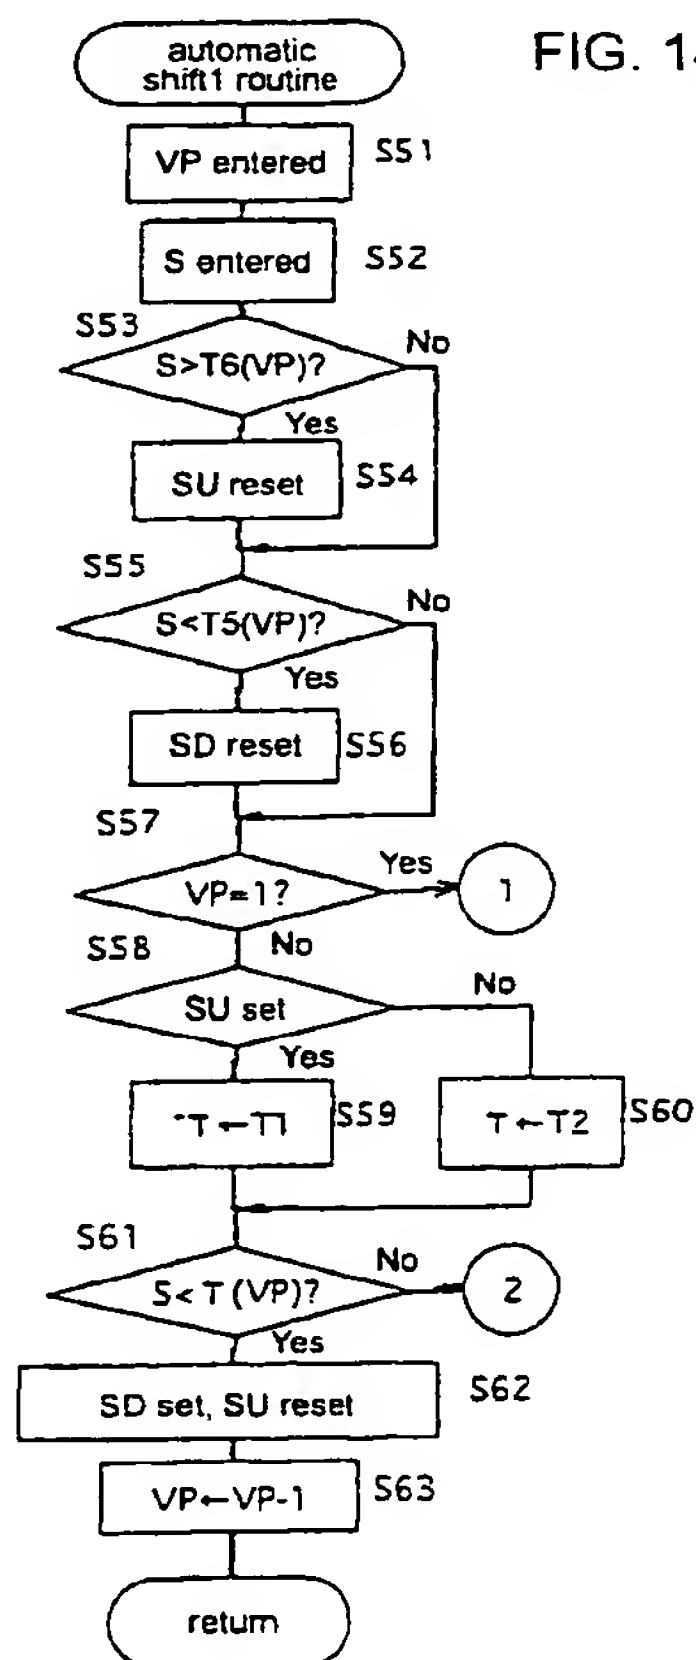 FIG. 14
automatic
shift1 routine
VP entered
S51
S entered
S52
S53
S>T6(VP)?
No
Yes
SU reset
S54
S55
S<T5(VP)?
No
Yes
SD reset
S56
S57
VP=1?
Yes
1
S58
No
SU set
No
Yes
T←T1
S59
T←T2
S60
S61
S<T(VP)?
No
2
Yes
SD set, SU reset
S62
VP←VP-1
S63
return